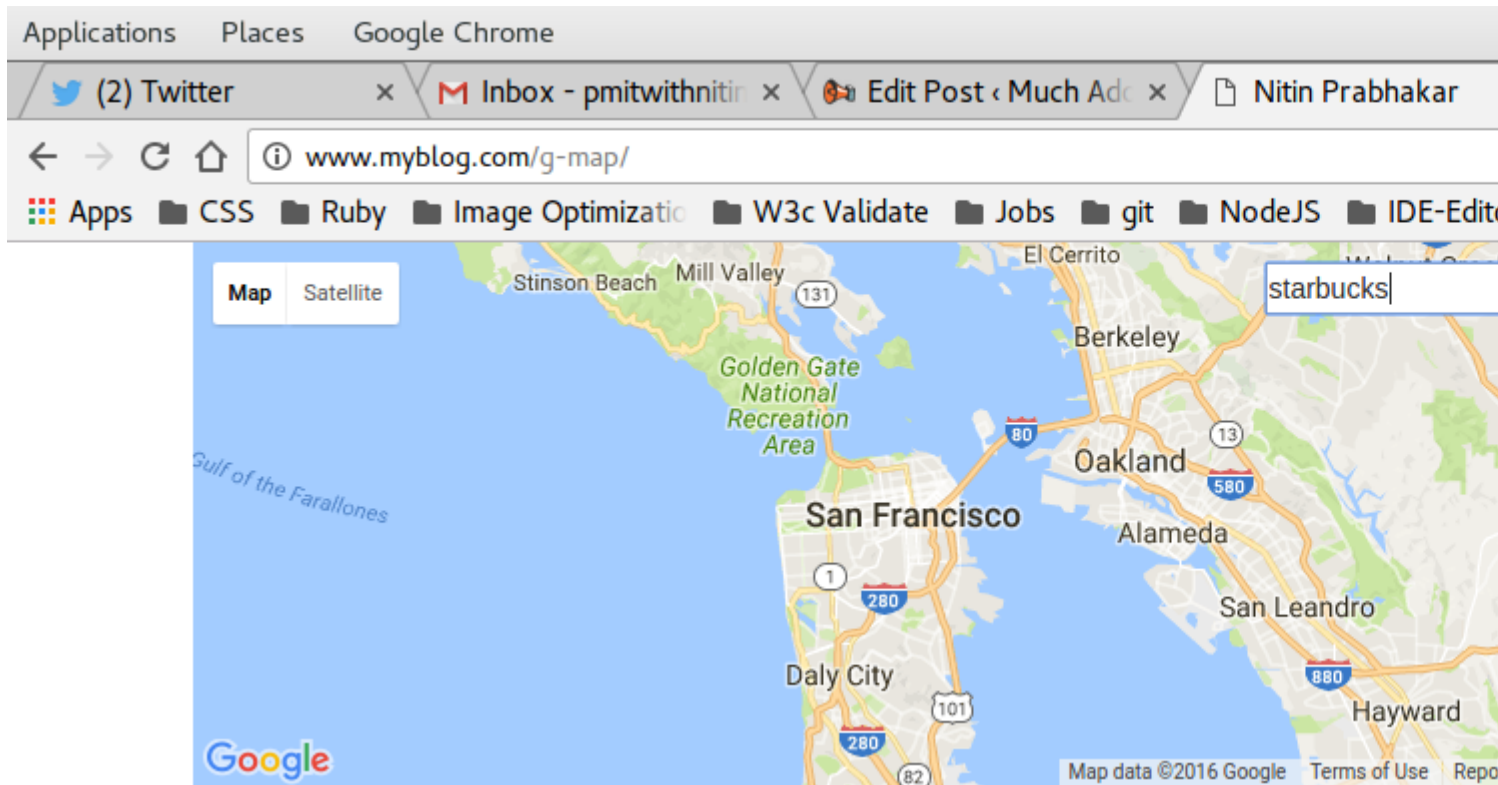 Applications Places Google Chrome
(2) Twitter × Inbox - pmitwithnitin × Edit Post ‹ Much Ado × Nitin Prabhakar
www.myblog.com/g-map/
Apps CSS Ruby Image Optimizatio W3c Validate Jobs git NodeJS IDE-Edit
El Cerrito
Stinson Beach Mill Valley 131
Map Satellite
starbucks
Berkeley
Golden Gate
National
Recreation
Area
80
13
Oakland
580
Gulf of the Farallones
San Francisco
Alameda
1
280
San Leandro
Daly City
880
101
Hayward
280
Google
82
Map data ©2016 Google Terms of Use Repo